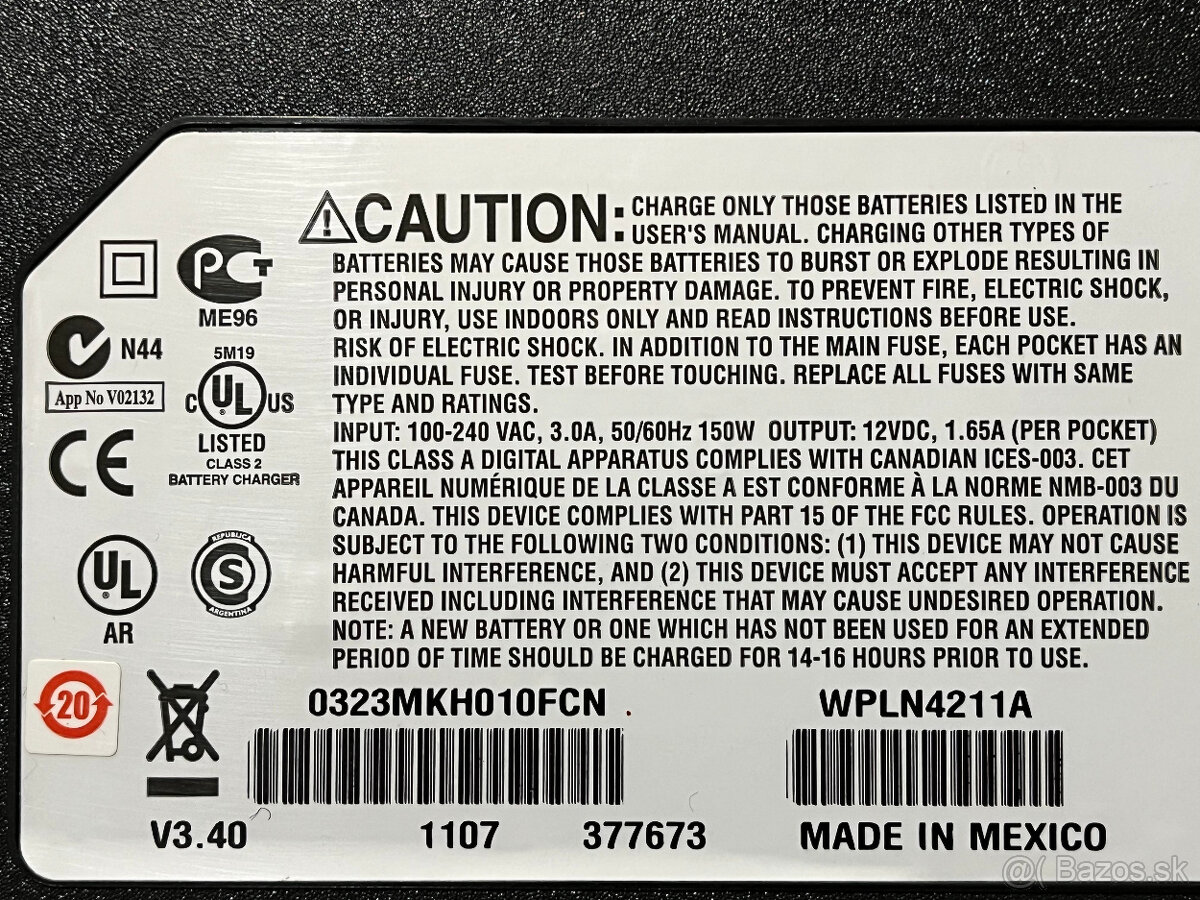 CAUTION: CHARGE ONLY THOSE BATTERIES LISTED IN THE
USER'S MANUAL. CHARGING OTHER TYPES OF
BATTERIES MAY CAUSE THOSE BATTERIES TO BURST OR EXPLODE RESULTING IN
PERSONAL INJURY OR PROPERTY DAMAGE. TO PREVENT FIRE, ELECTRIC SHOCK,
OR INJURY, USE INDOORS ONLY AND READ INSTRUCTIONS BEFORE USE.
RISK OF ELECTRIC SHOCK. IN ADDITION TO THE MAIN FUSE, EACH POCKET HAS AN
INDIVIDUAL FUSE. TEST BEFORE TOUCHING. REPLACE ALL FUSES WITH SAME
TYPE AND RATINGS.
INPUT: 100-240 VAC, 3.0A, 50/60Hz 150W OUTPUT: 12VDC, 1.65A (PER POCKET)
THIS CLASS A DIGITAL APPARATUS COMPLIES WITH CANADIAN ICES-003. CET
APPAREIL NUMÉRIQUE DE LA CLASSE A EST CONFORME À LA NORME NMB-003 DU
CANADA. THIS DEVICE COMPLIES WITH PART 15 OF THE FCC RULES. OPERATION IS
SUBJECT TO THE FOLLOWING TWO CONDITIONS: (1) THIS DEVICE MAY NOT CAUSE
HARMFUL INTERFERENCE, AND (2) THIS DEVICE MUST ACCEPT ANY INTERFERENCE
RECEIVED INCLUDING INTERFERENCE THAT MAY CAUSE UNDESIRED OPERATION.
NOTE: A NEW BATTERY OR ONE WHICH HAS NOT BEEN USED FOR AN EXTENDED
PERIOD OF TIME SHOULD BE CHARGED FOR 14-16 HOURS PRIOR TO USE.
PCT
ME96
N44
App No V02132
5M19
C UL ® US
LISTED
CLASS 2
BATTERY CHARGER
CE
UL ®
AR
REPUBLICA
S
ARGENTINA
20
0323MKH010FCN
WPLN4211A
V3.40
1107
377673
MADE IN MEXICO
@( Bazos.sk